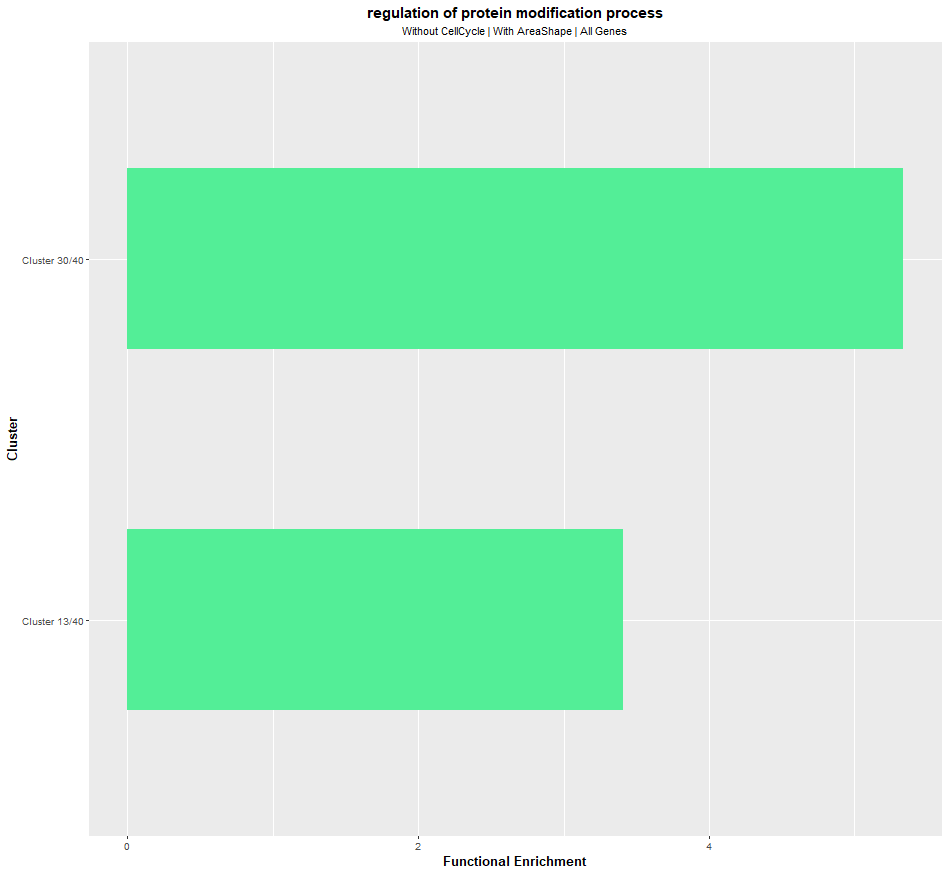 regulation of protein modification process
Without CellCycle | With AreaShape | All Genes
Cluster
Cluster 30/40
Cluster 13/40
0 2 4
Functional Enrichment